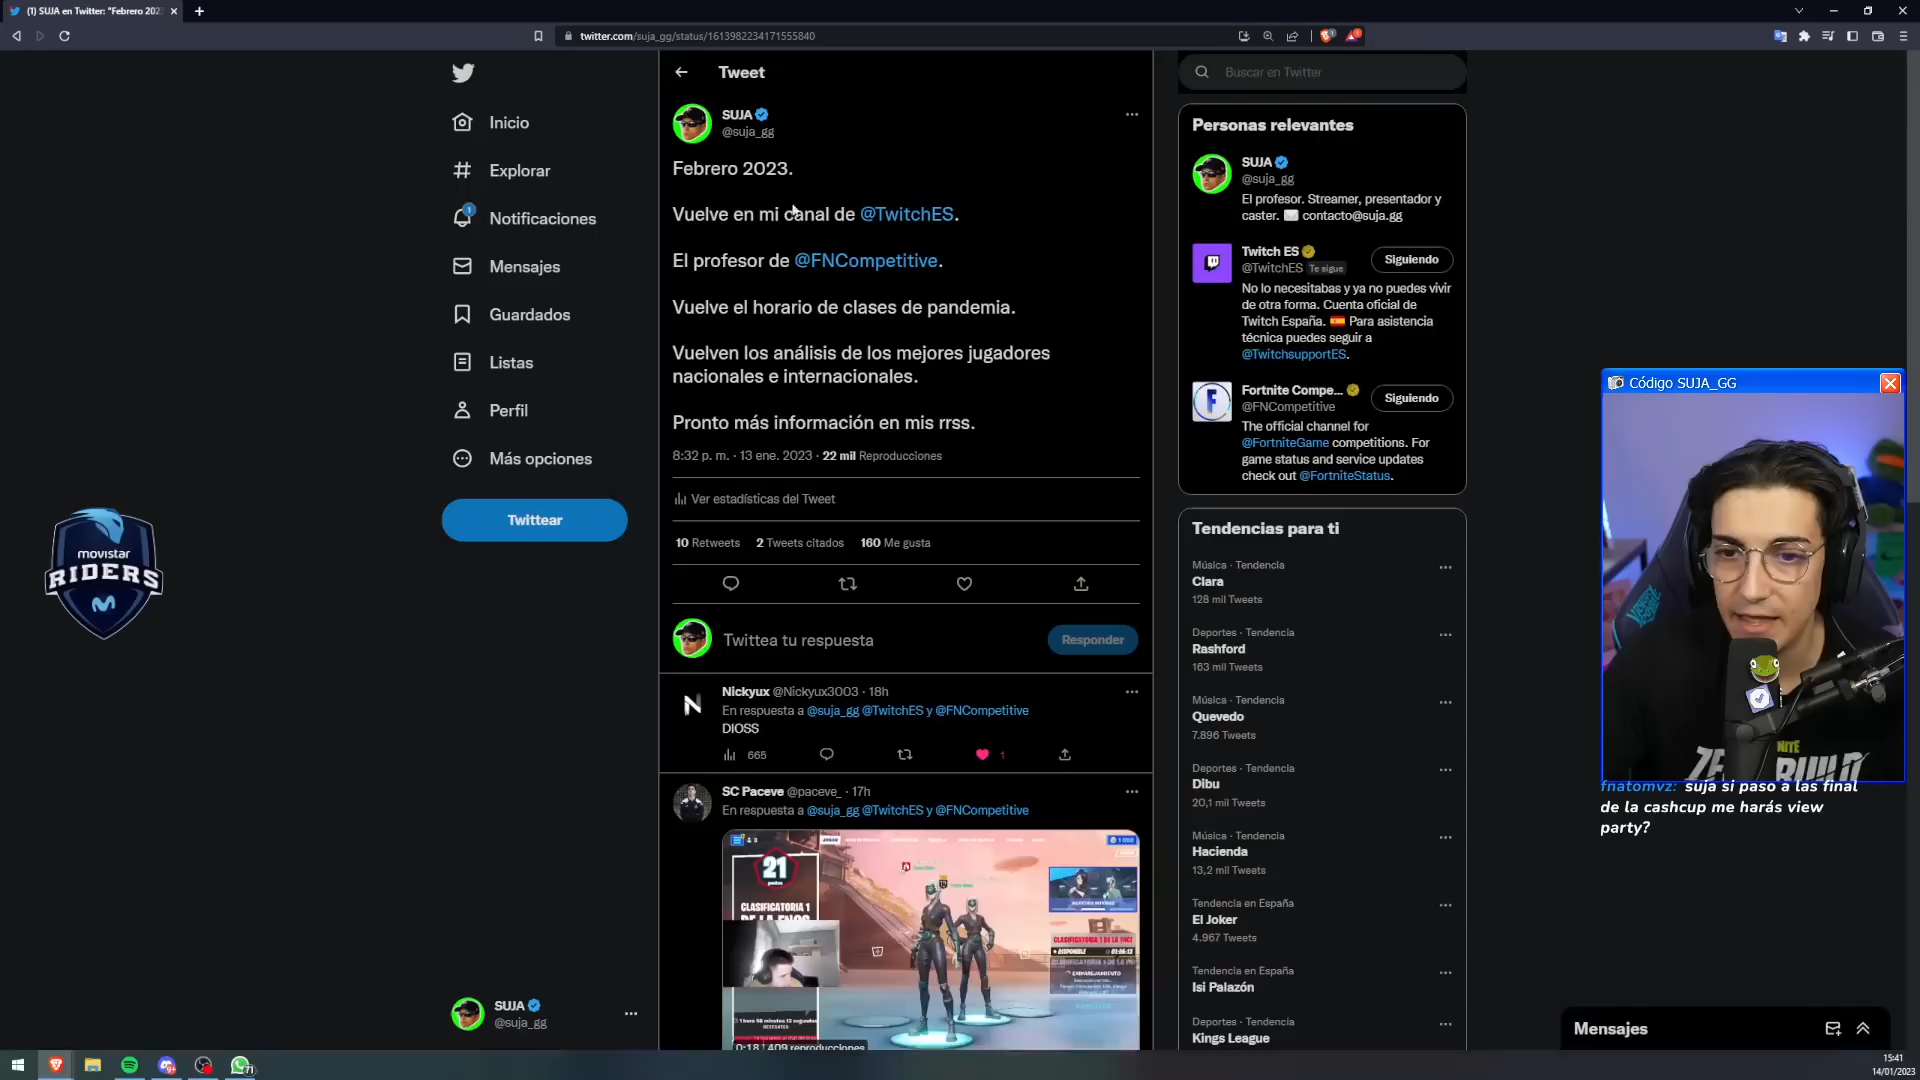 (1) SUJA en Twitter: "Febrero 202
twitter.com/suja_gg/status/1613982234171555840
Inicio
Explorar
1
Notificaciones
Mensajes
Guardados
Listas
Perfil
Más opciones
Twittear
movistar
RIDERS
SUJA
@suja_gg
Tweet
SUJA
@suja_gg
Febrero 2023.
Vuelve en mi canal de @TwitchES.
El profesor de @FNCompetitive.
Vuelve el horario de clases de pandemia.
Vuelven los análisis de los mejores jugadores
nacionales e internacionales.
Pronto más información en mis rrss.
8:32 p. m. · 13 ene. 2023 · 22 mil Reproducciones
Ver estadísticas del Tweet
10 Retweets 2 Tweets citados 160 Me gusta
Twittea tu respuesta
Responder
Nickyux @Nickyux3003 · 18h
En respuesta a @suja_gg @TwitchES y @FNCompetitive
DIOSS
665 1
SC Paceve @paceve_ · 17h
En respuesta a @suja_gg @TwitchES y @FNCompetitive
21
CLASIFICATORIA 1
0:18 409 reproducciones
Buscar en Twitter
Personas relevantes
SUJA
@suja_gg
El profesor. Streamer, presentador y
caster. contacto@suja.gg
Twitch ES
@TwitchES Te sigue
Siguiendo
No lo necesitabas y ya no puedes vivir
de otra forma. Cuenta oficial de
Twitch España. Para asistencia
técnica puedes seguir a
@TwitchsupportES.
Fortnite Compe...
@FNCompetitive
Siguiendo
The official channel for
@FortniteGame competitions. For
game status and service updates
check out @FortniteStatus.
Tendencias para ti
Música · Tendencia
Clara
128 mil Tweets
Deportes · Tendencia
Rashford
163 mil Tweets
Música · Tendencia
Quevedo
7.896 Tweets
Deportes · Tendencia
Dibu
20,1 mil Tweets
Música · Tendencia
Hacienda
13,2 mil Tweets
Tendencia en España
El Joker
4.967 Tweets
Tendencia en España
Isi Palazón
Deportes · Tendencia
Kings League
Código SUJA_GG
NITE
BUILD
fnatomvz: suja si paso a las final
de la cashcup me harás view
party?
Mensajes
71
15:41
14/01/2023